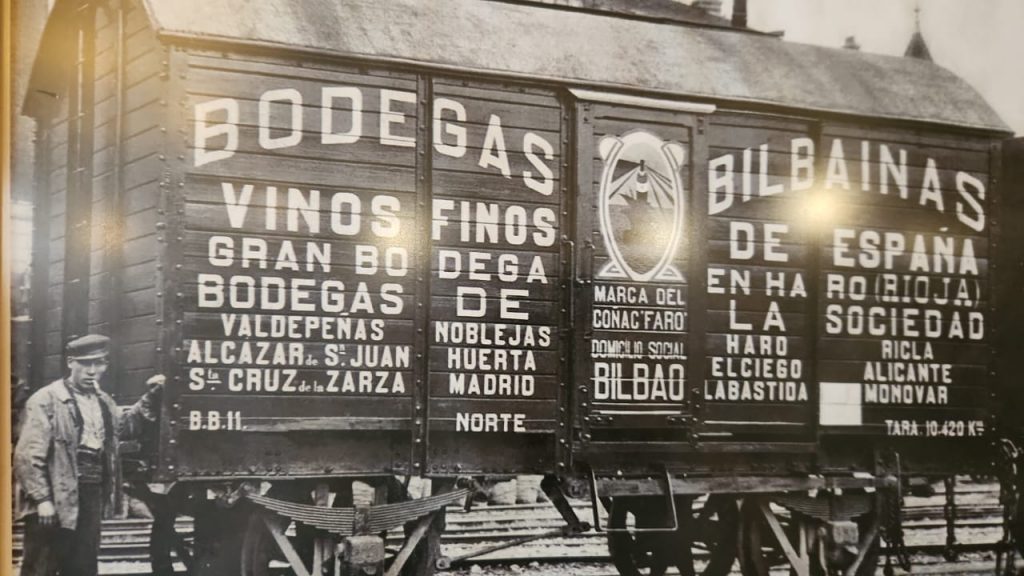 BODEGAS BILBAINAS
VINOS FINOS DE ESPAÑA
GRAN BODEGA EN HARO (RIOJA)
BODEGAS DE LA SOCIEDAD
VALDEPEÑAS NOBLEJAS HARO RICLA
ALCAZAR de Sn JUAN HUERTA ELCIEGO ALICANTE
Sta CRUZ de la ZARZA MADRID LABASTIDA MONOVAR
B.B.11. NORTE TARA. 10.420 Ks
MARCA DEL
COÑAC "FARO"
DOMICILIO SOCIAL
BILBAO